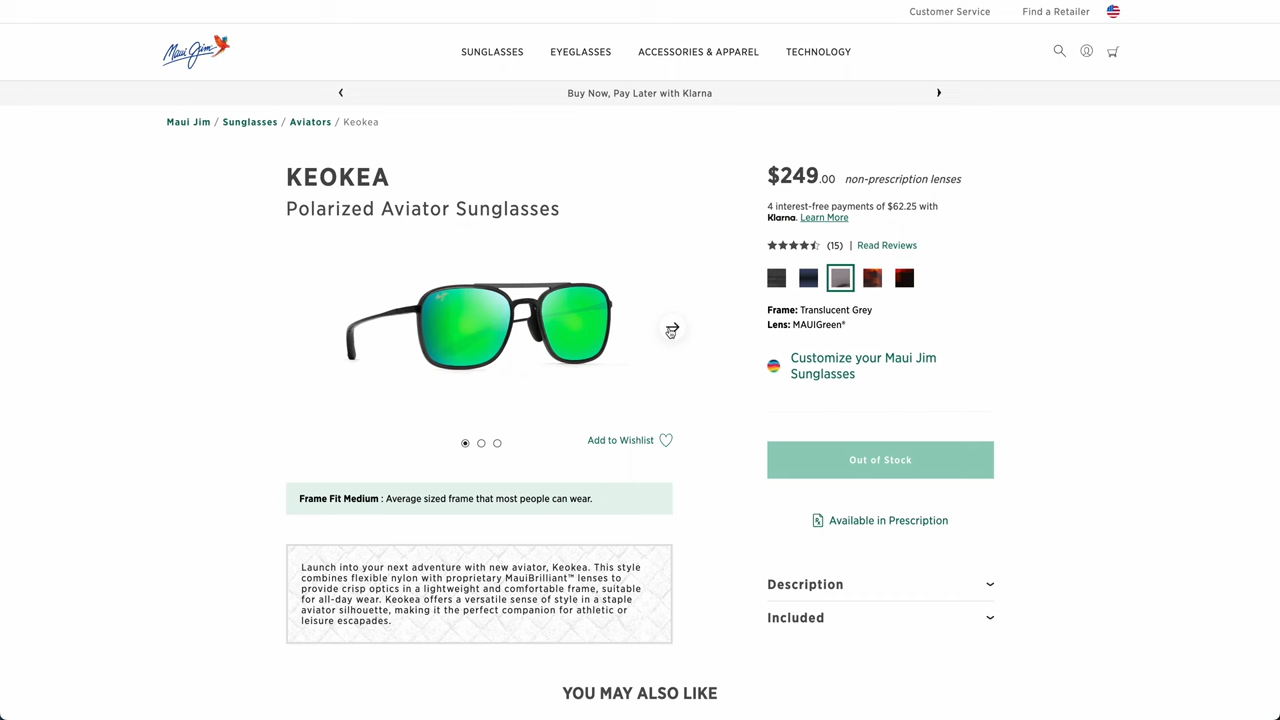 Customer Service Find a Retailer
Maui Jim
SUNGLASSES EYEGLASSES ACCESSORIES & APPAREL TECHNOLOGY
Buy Now, Pay Later with Klarna
Maui Jim / Sunglasses / Aviators / Keokea
KEOKEA
Polarized Aviator Sunglasses
$249.00 non-prescription lenses
4 interest-free payments of $62.25 with
Klarna. Learn More
(15) | Read Reviews
Frame: Translucent Grey
Lens: MAUIGreen®
Customize your Maui Jim
Sunglasses
Add to Wishlist
Out of Stock
Frame Fit Medium : Average sized frame that most people can wear.
Available in Prescription
Launch into your next adventure with new aviator, Keokea. This style
combines flexible nylon with proprietary MauiBrilliant™ lenses to
provide crisp optics in a lightweight and comfortable frame, suitable
for all-day wear. Keokea offers a versatile sense of style in a staple
aviator silhouette, making it the perfect companion for athletic or
leisure escapades.
Description
Included
YOU MAY ALSO LIKE